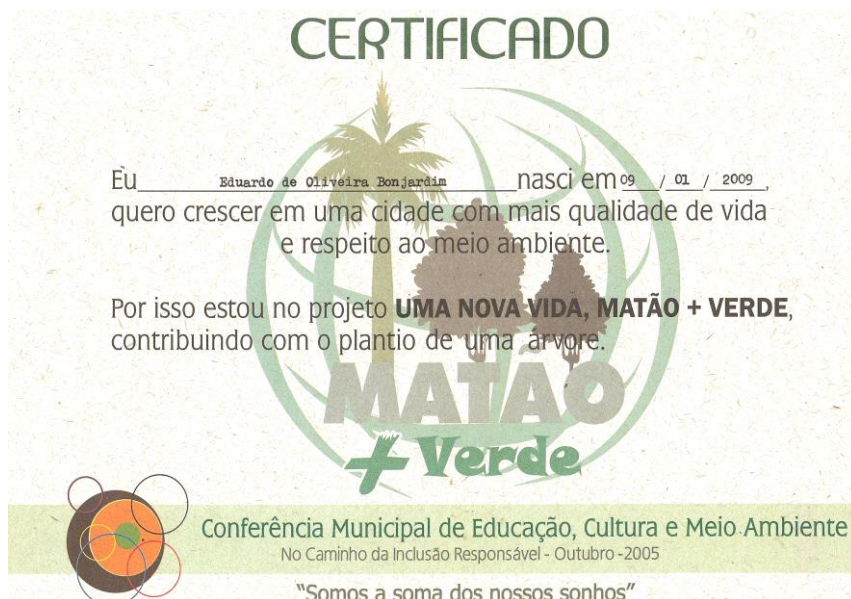 CERTIFICADO
Eu Eduardo de Oliveira Bonjardim nasci em 09 / 01 / 2009,
quero crescer em uma cidade com mais qualidade de vida
e respeito ao meio ambiente.
Por isso estou no projeto UMA NOVA VIDA, MATÃO + VERDE,
contribuindo com o plantio de uma árvore.
MATÃO
+ Verde
Conferência Municipal de Educação, Cultura e Meio Ambiente
No Caminho da Inclusão Responsável - Outubro - 2005
"Somos a soma dos nossos sonhos"